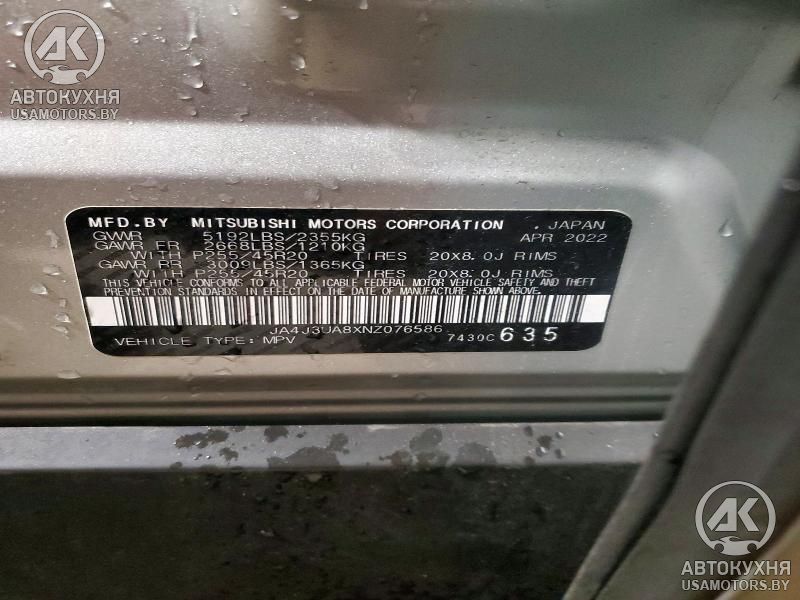 AK
АВТОКУХНЯ
USAMOTORS.BY
MFD.BY MITSUBISHI MOTORS CORPORATION , JAPAN
GWWR 5192LBS/2355KG APR 2022
GAWR FR 2668LBS/1210KG
WITH P255/45R20 TIRES 20X8.0J RIMS
GAWR RR 3009LBS/1365KG
WITH P255/45R20 TIRES 20X8.0J RIMS
THIS VEHICLE CONFORMS TO ALL APPLICABLE FEDERAL MOTOR VEHICLE SAFETY AND THEFT
PREVENTION STANDARDS IN EFFECT ON THE DATE OF MANUFACTURE SHOWN ABOVE.
JA4J3UA8XNZ076586
VEHICLE TYPE: MPV 7430C 635
AK
АВТОКУХНЯ
USAMOTORS.BY